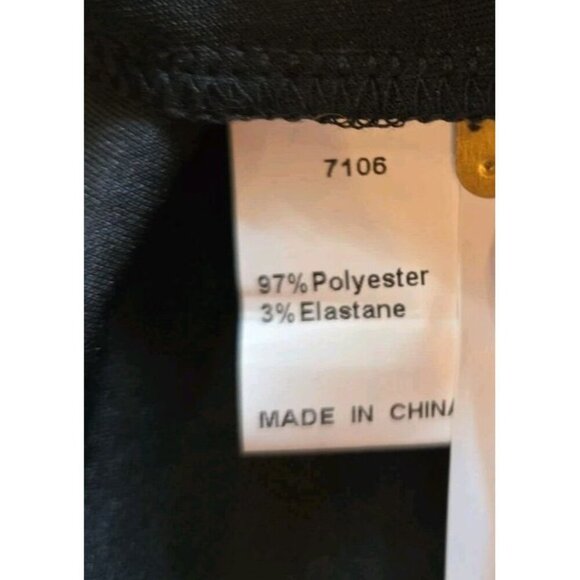 7106
97% Polyester
3% Elastane
MADE IN CHINA